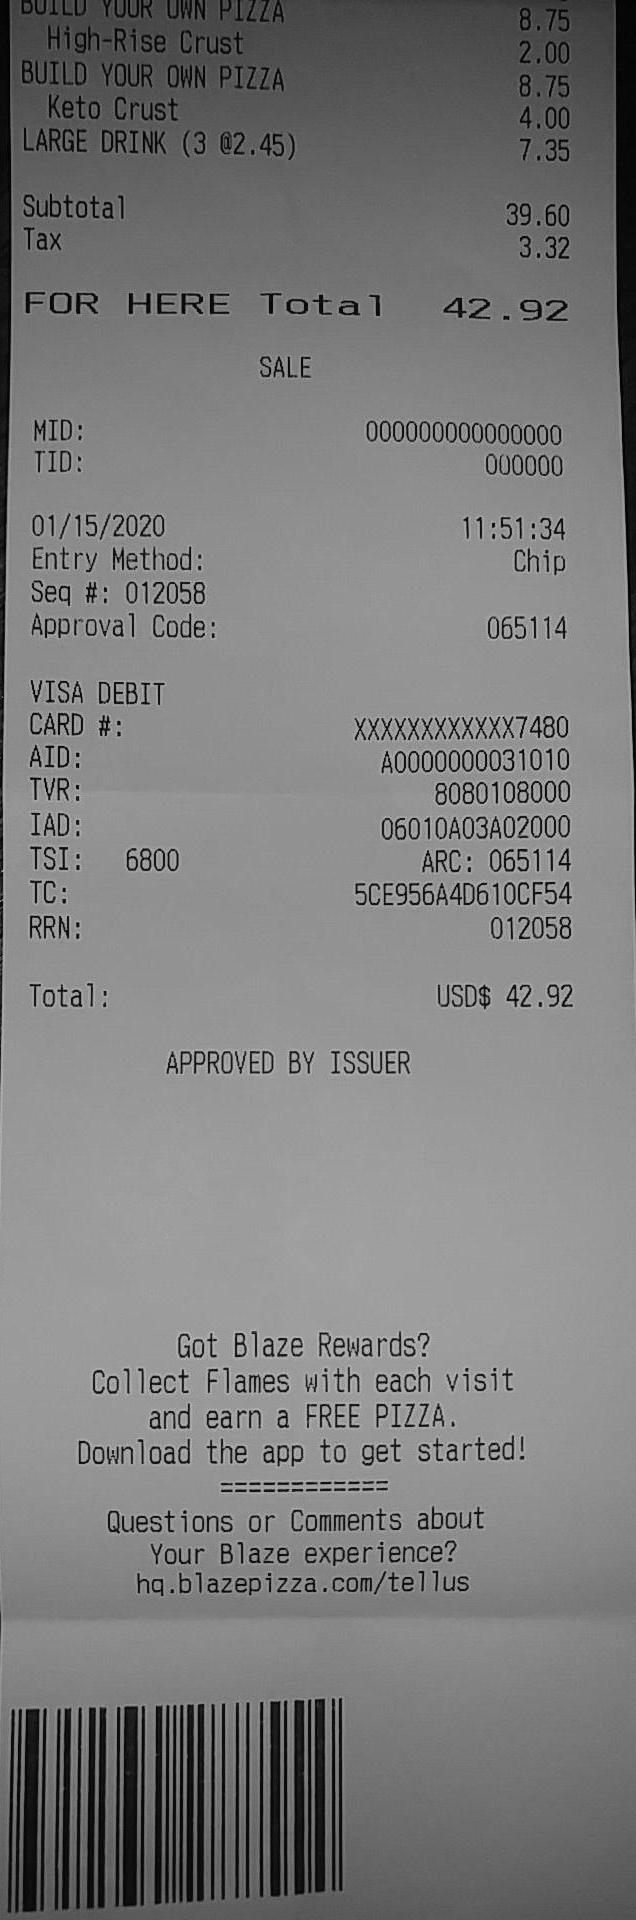 BUILD YOUR OWN PIZZA 8.75
High-Rise Crust 2.00
BUILD YOUR OWN PIZZA 8.75
Keto Crust 4.00
LARGE DRINK (3 @2.45) 7.35
Subtotal 39.60
Tax 3.32
FOR HERE Total 42.92
SALE
MID: 000000000000000
TID: 000000
01/15/2020 11:51:34
Entry Method: Chip
Seq #: 012058
Approval Code: 065114
VISA DEBIT
CARD #: XXXXXXXXXXXX7480
AID: A0000000031010
TVR: 8080108000
IAD: 06010A03A02000
TSI: 6800 ARC: 065114
TC: 5CE956A4D610CF54
RRN: 012058
Total: USD$ 42.92
APPROVED BY ISSUER
Got Blaze Rewards?
Collect Flames with each visit
and earn a FREE PIZZA.
Download the app to get started!
============
Questions or Comments about
Your Blaze experience?
hq.blazepizza.com/tellus